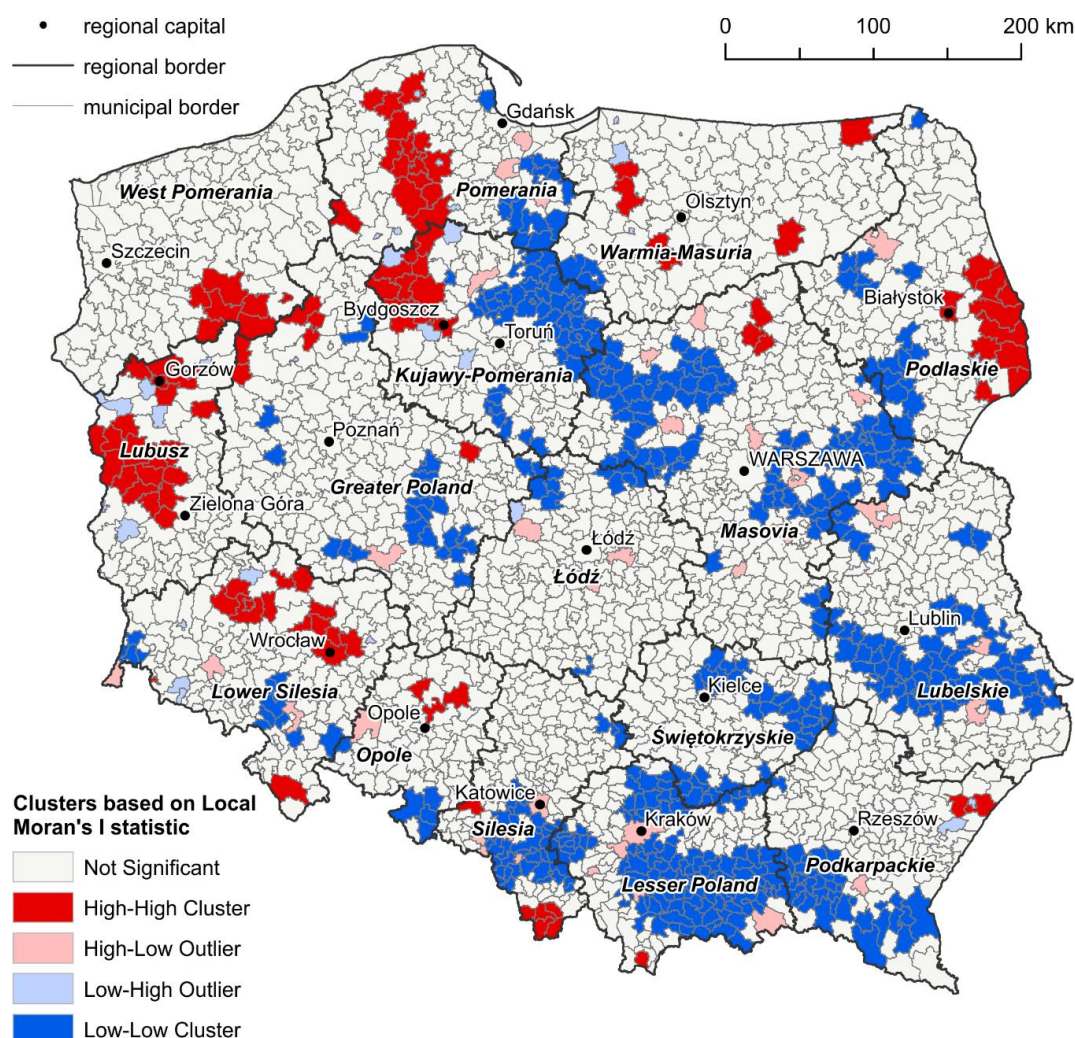 regional capital
regional border
municipal border
0 100 200 km
Gdańsk
West Pomerania
Pomerania
Olsztyn
Szczecin
Warmia-Masuria
Białystok
Bydgoszcz
Toruń
Gorzów
Kujawy-Pomerania
Podlaskie
Poznań
Lubusz
WARSZAWA
Greater Poland
Zielona Góra
Masovia
Łódź
Łódź
Wrocław
Lublin
Lower Silesia
Kielce
Lubelskie
Opole
Świętokrzyskie
Opole
Clusters based on Local
Moran's I statistic
Katowice
Silesia
Kraków
Rzeszów
Not Significant
Podkarpackie
Lesser Poland
High-High Cluster
High-Low Outlier
Low-High Outlier
Low-Low Cluster